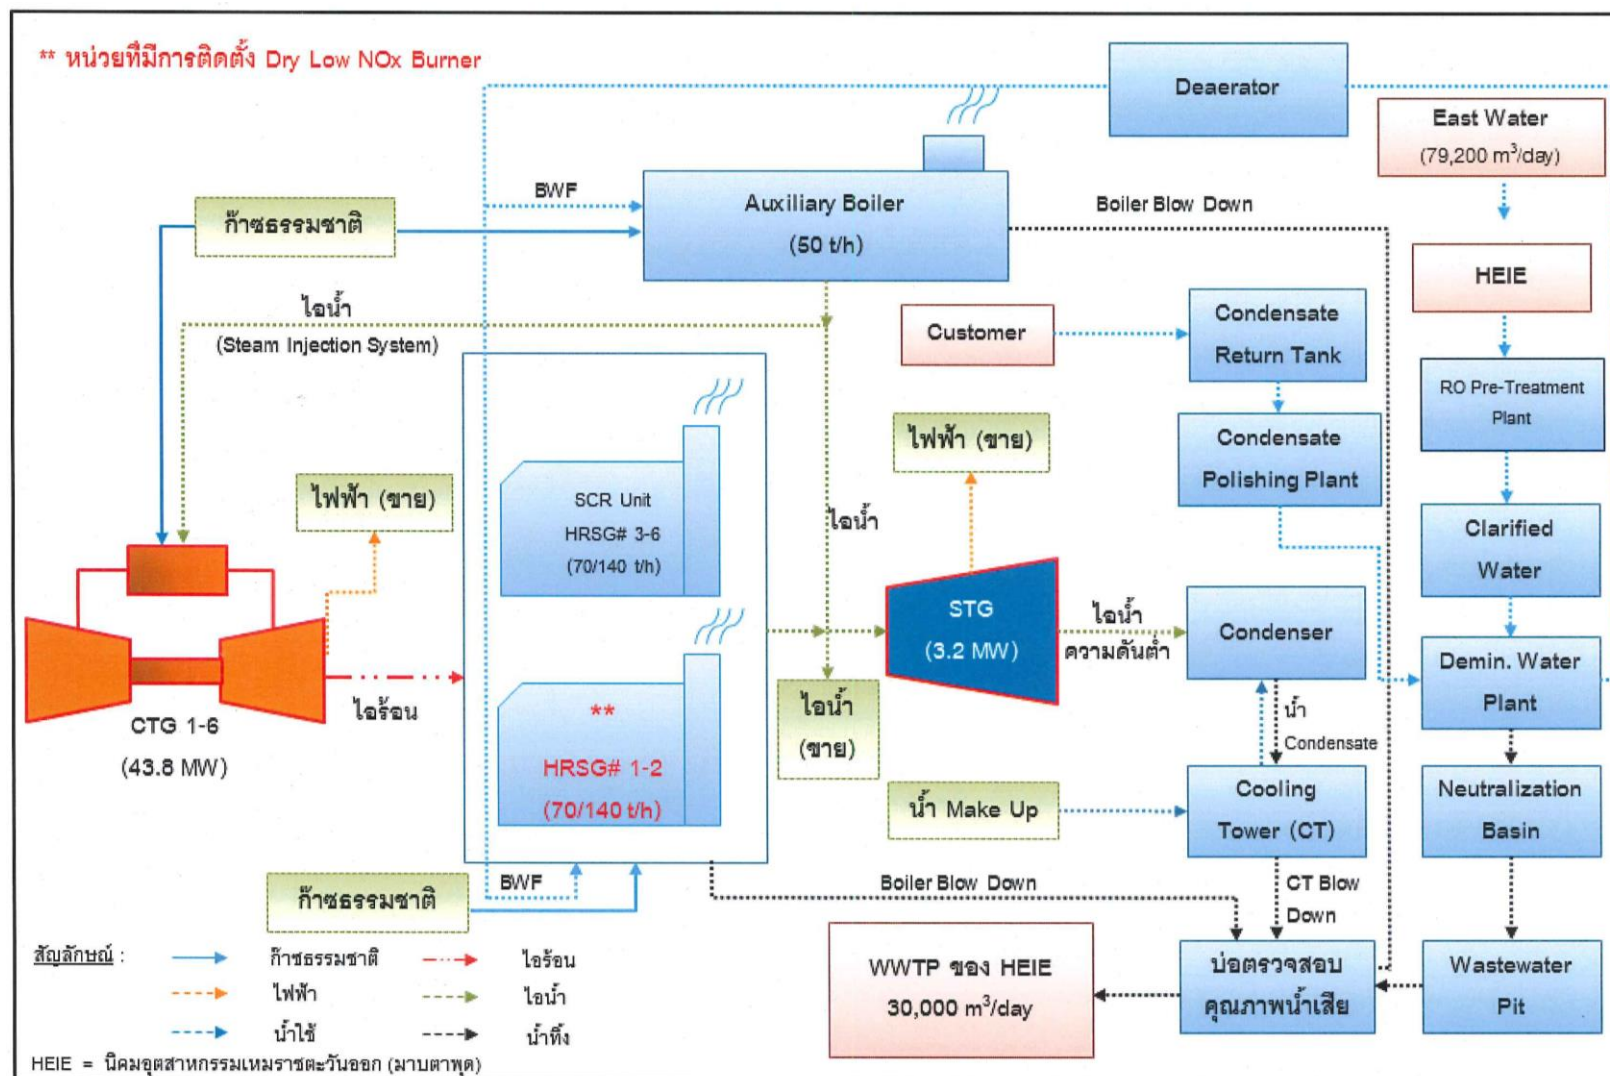 ** หน่วยที่มีการติดตั้ง Dry Low NOx Burner
Deaerator
East Water
(79,200 m³/day)
BWF
Auxiliary Boiler
(50 t/h)
Boiler Blow Down
ก๊าซธรรมชาติ
HEIE
ไอน้ำ
(Steam Injection System)
Customer
Condensate
Return Tank
RO Pre-Treatment
Plant
ไฟฟ้า (ขาย)
Condensate
Polishing Plant
ไฟฟ้า (ขาย)
SCR Unit
HRSG# 3-6
(70/140 t/h)
ไอน้ำ
Clarified
Water
STG
(3.2 MW)
ไอน้ำ
ความดันต่ำ
Condenser
Demin. Water
Plant
ไอร้อน
CTG 1-6
(43.8 MW)
**
HRSG# 1-2
(70/140 t/h)
ไอน้ำ
(ขาย)
น้ำ
Condensate
น้ำ Make Up
Cooling
Tower (CT)
Neutralization
Basin
BWF
ก๊าซธรรมชาติ
Boiler Blow Down
CT Blow
Down
WWTP ของ HEIE
30,000 m³/day
บ่อตรวจสอบ
คุณภาพน้ำเสีย
Wastewater
Pit
สัญลักษณ์ :
ก๊าซธรรมชาติ
ไอร้อน
ไฟฟ้า
ไอน้ำ
น้ำใช้
น้ำทิ้ง
HEIE = นิคมอุตสาหกรรมเหมราชตะวันออก (มาบตาพุด)